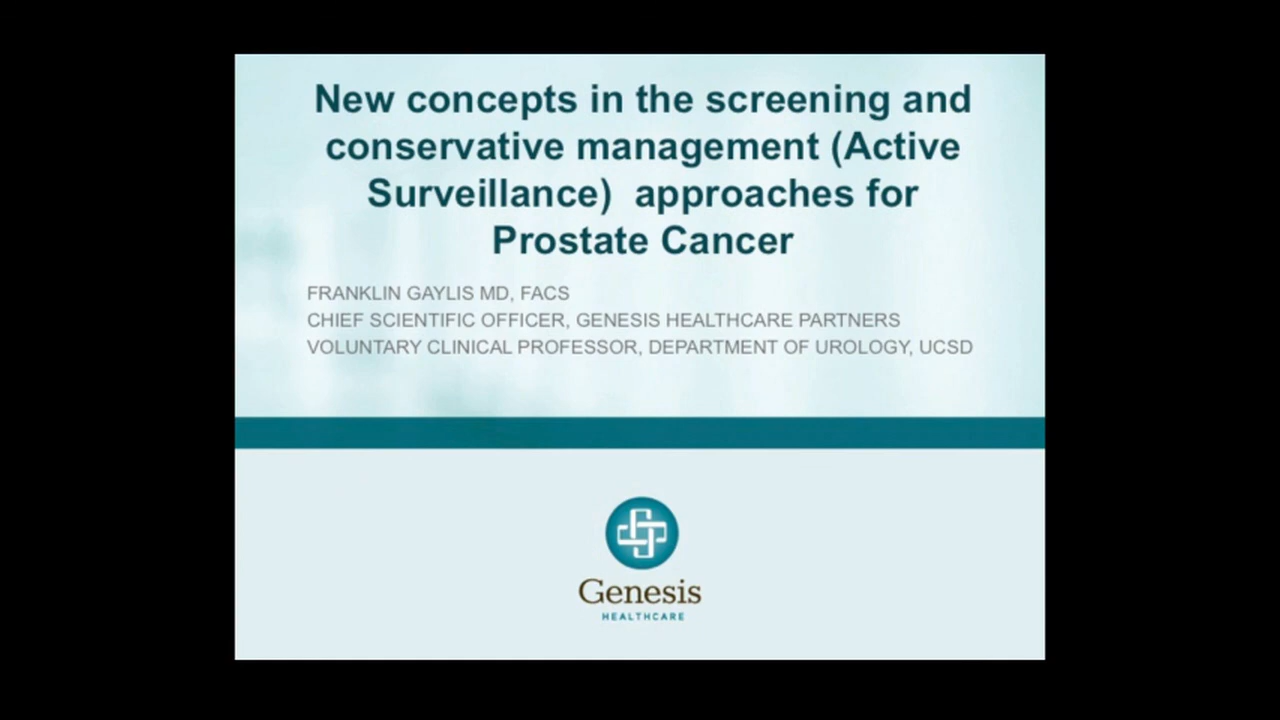 New concepts in the screening and
conservative management (Active
Surveillance)  approaches for
Prostate Cancer
FRANKLIN GAYLIS MD, FACS
CHIEF SCIENTIFIC OFFICER, GENESIS HEALTHCARE PARTNERS
VOLUNTARY CLINICAL PROFESSOR, DEPARTMENT OF UROLOGY, UCSD
Genesis
HEALTHCARE